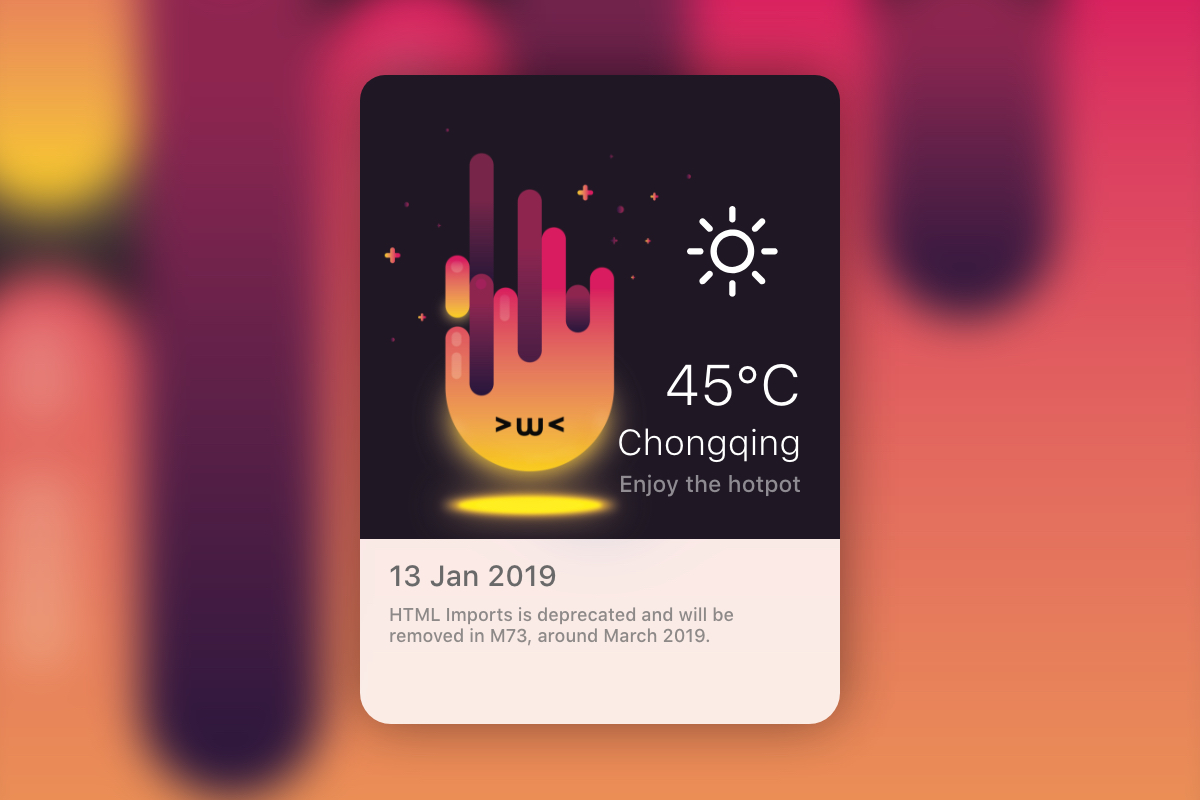 >ω<
45°C
Chongqing
Enjoy the hotpot
13 Jan 2019
HTML Imports is deprecated and will be
removed in M73, around March 2019.